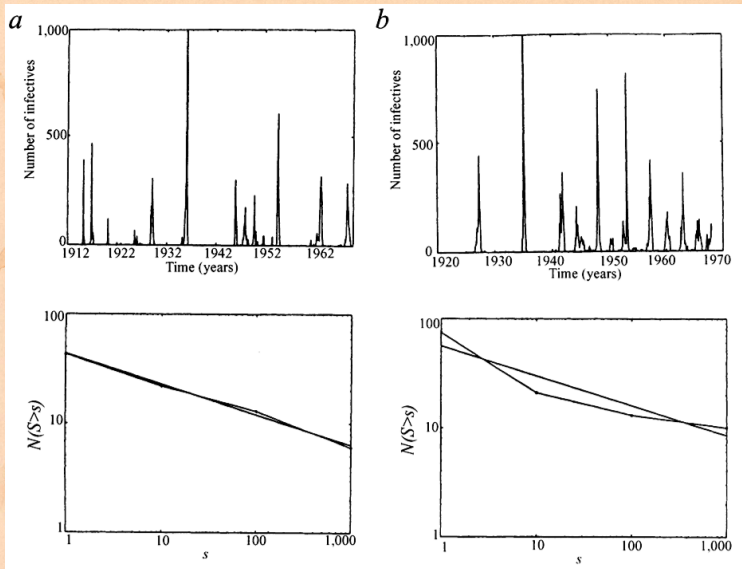 a
Number of infectives
1,000
500
0
1912 1922 1932 1942 1952 1962
Time (years)
b
Number of infectives
1,000
500
0
1920 1930 1940 1950 1960 1970
Time (years)
N(S>s)
100
10
1
1 10 100 1,000
s
N(S>s)
100
10
1
1 10 100 1,000
s